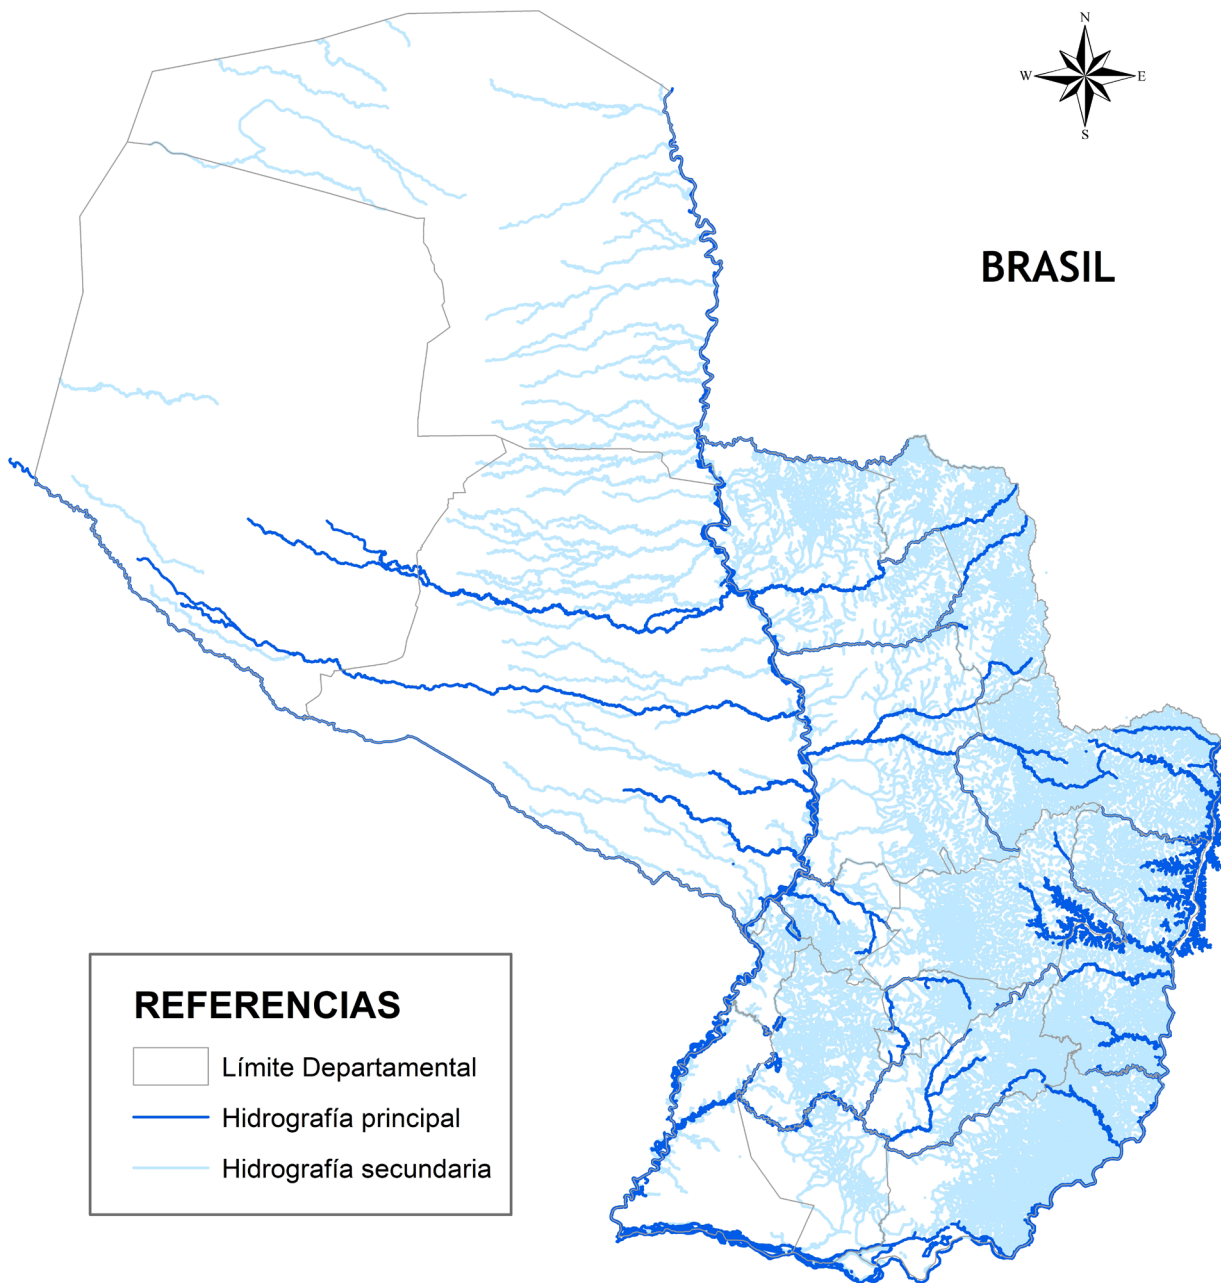 N
W E
S
BRASIL
REFERENCIAS
Límite Departamental
Hidrografía principal
Hidrografía secundaria